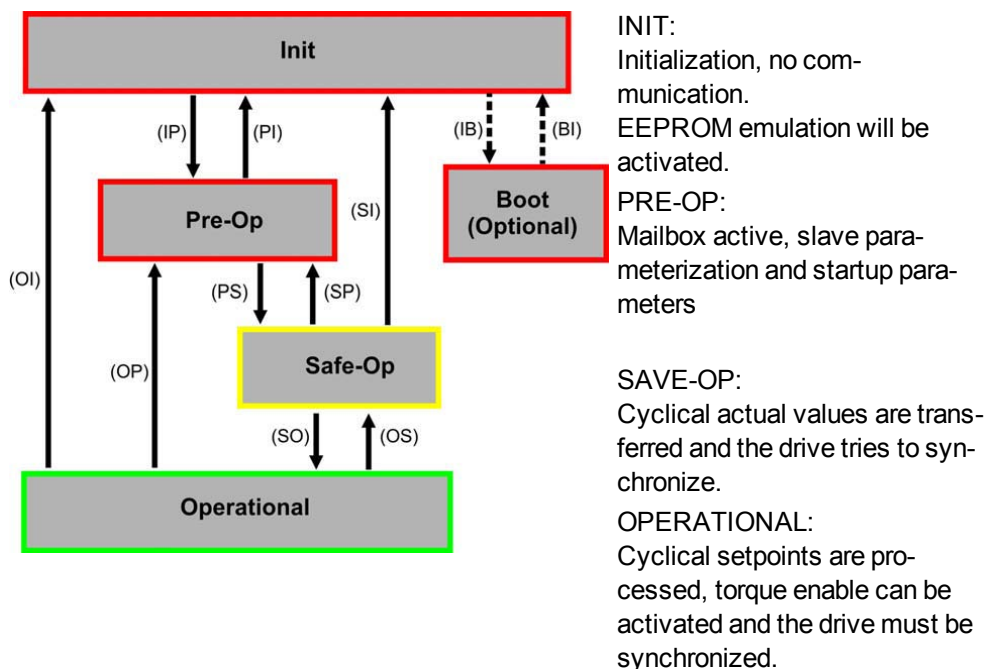 Init
(IP)
(PI)
(IB)
(BI)
Pre-Op
(SI)
Boot
(Optional)
(OI)
(PS)
(SP)
(OP)
Safe-Op
(SO)
(OS)
Operational
INIT:
Initialization, no com-
munication.
EEPROM emulation will be
activated.
PRE-OP:
Mailbox active, slave para-
meterization and startup para-
meters
SAVE-OP:
Cyclical actual values are trans-
ferred and the drive tries to syn-
chronize.
OPERATIONAL:
Cyclical setpoints are pro-
cessed, torque enable can be
activated and the drive must be
synchronized.